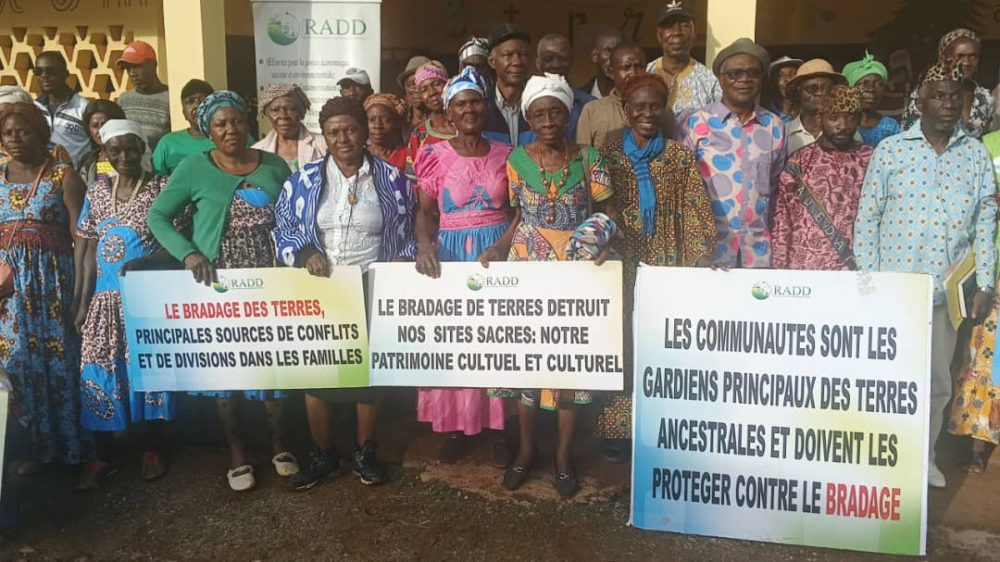 RADD
Œuvrer pour la justice économique,
sociale et environnementale;
RADD
LE BRADAGE DES TERRES,
PRINCIPALES SOURCES DE CONFLITS
ET DE DIVISIONS DANS LES FAMILLES
RADD
LE BRADAGE DE TERRES DETRUIT
NOS SITES SACRES: NOTRE
PATRIMOINE CULTUEL ET CULTUREL
RADD
LES COMMUNAUTES SONT LES
GARDIENS PRINCIPAUX DES TERRES
ANCESTRALES ET DOIVENT LES
PROTEGER CONTRE LE BRADAGE